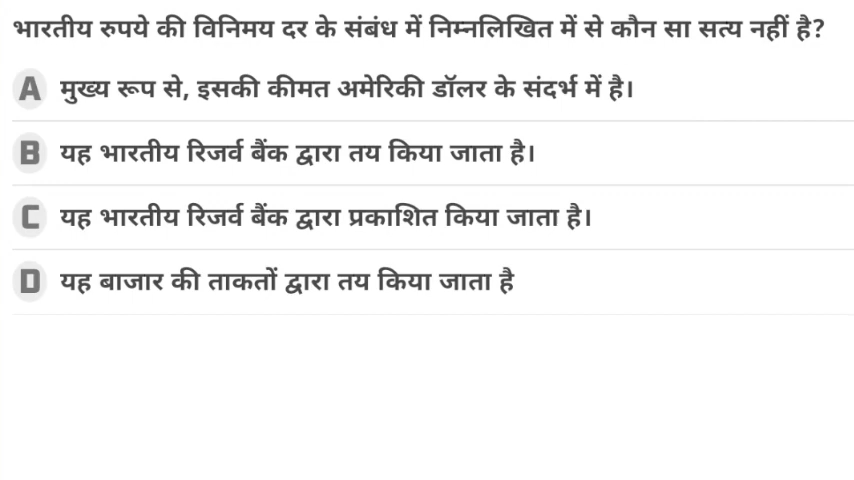 भारतीय रुपये की विनिमय दर के संबंध में निम्नलिखित में से कौन सा सत्य नहीं है?
A मुख्य रूप से, इसकी कीमत अमेरिकी डॉलर के संदर्भ में है।
B यह भारतीय रिजर्व बैंक द्वारा तय किया जाता है।
C यह भारतीय रिजर्व बैंक द्वारा प्रकाशित किया जाता है।
D यह बाजार की ताकतों द्वारा तय किया जाता है